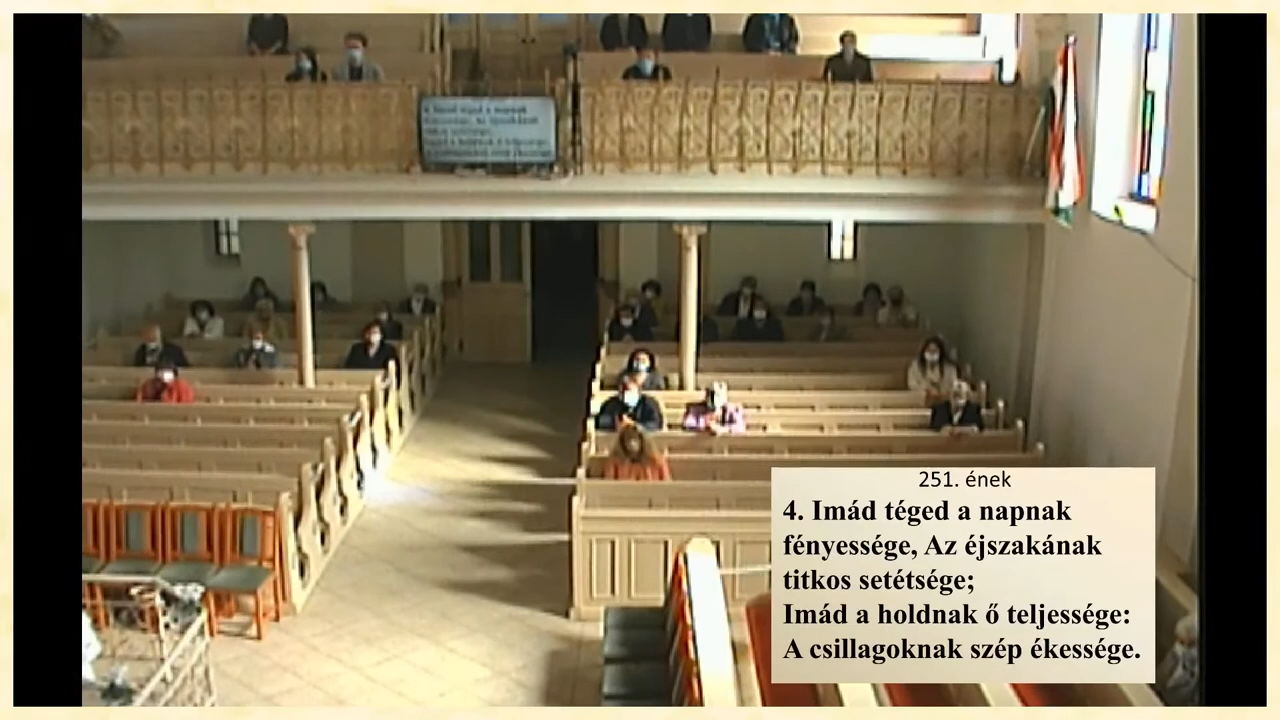 251. ének
4. Imád téged a napnak
fényessége, Az éjszakának
titkos setétsége;
Imád a holdnak ő teljessége:
A csillagoknak szép ékessége.